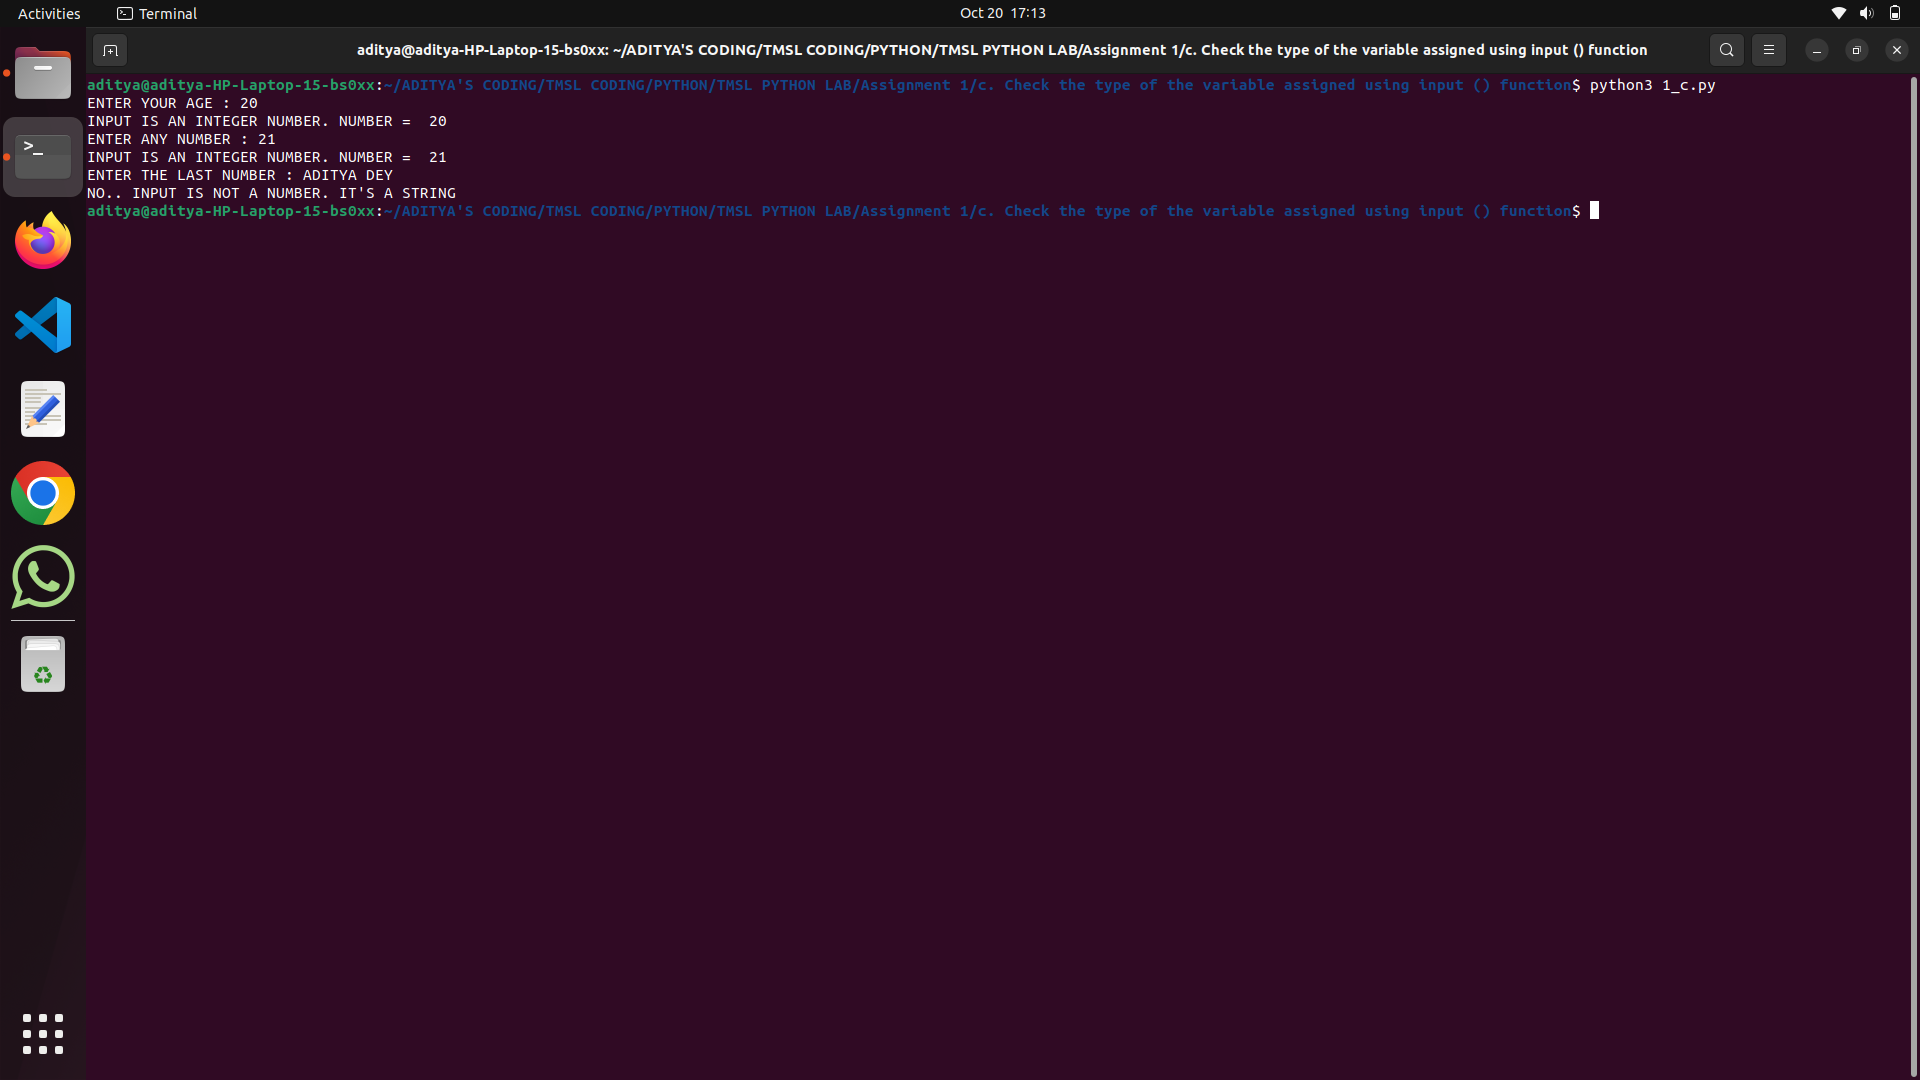 Activities
Terminal
Oct 20 17:13
aditya@aditya-HP-Laptop-15-bs0xx: ~/ADITYA'S CODING/TMSL CODING/PYTHON/TMSL PYTHON LAB/Assignment 1/c. Check the type of the variable assigned using input () function
aditya@aditya-HP-Laptop-15-bs0xx:~/ADITYA'S CODING/TMSL CODING/PYTHON/TMSL PYTHON LAB/Assignment 1/c. Check the type of the variable assigned using input () function$ python3 1_c.py
ENTER YOUR AGE : 20
INPUT IS AN INTEGER NUMBER. NUMBER =  20
ENTER ANY NUMBER : 21
INPUT IS AN INTEGER NUMBER. NUMBER =  21
ENTER THE LAST NUMBER : ADITYA DEY
NO.. INPUT IS NOT A NUMBER. IT'S A STRING
aditya@aditya-HP-Laptop-15-bs0xx:~/ADITYA'S CODING/TMSL CODING/PYTHON/TMSL PYTHON LAB/Assignment 1/c. Check the type of the variable assigned using input () function$